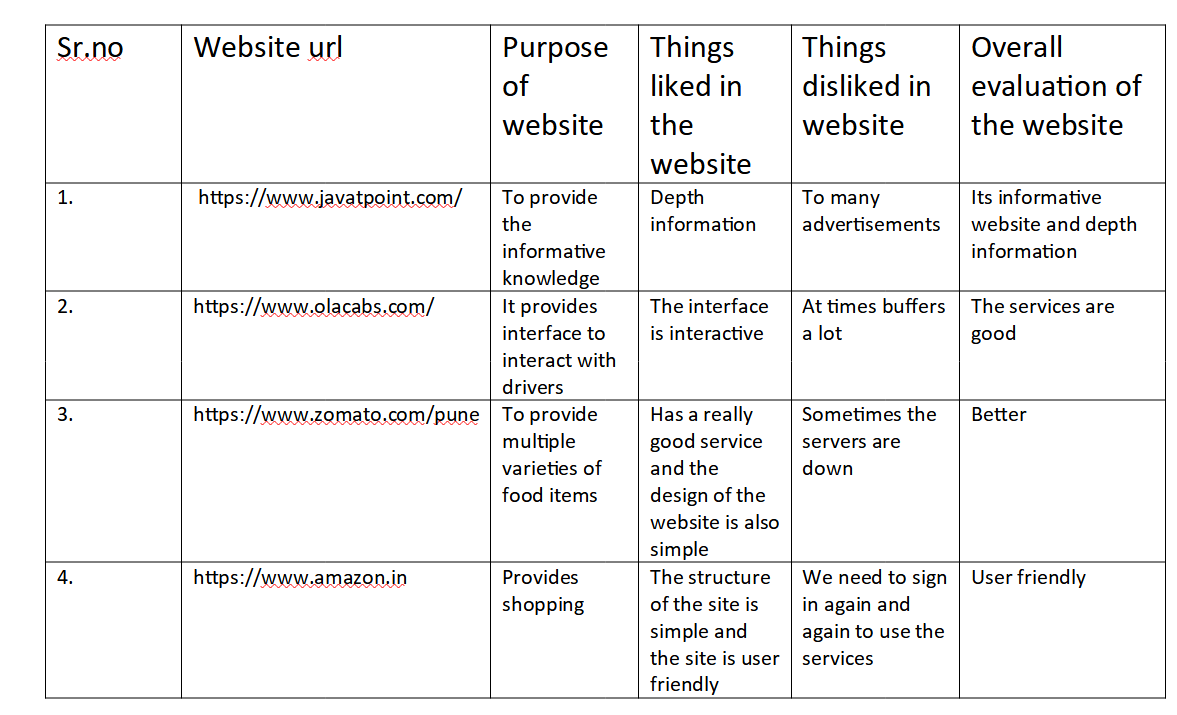 Sr.no
Website url
Purpose
of
website
Things
liked in
the
website
Things
disliked in
website
Overall
evaluation of
the website
1.
https://www.javatpoint.com/
To provide
the
informative
knowledge
Depth
information
To many
advertisements
Its informative
website and depth
information
2.
https://www.olacabs.com/
It provides
interface to
interact with
drivers
The interface
is interactive
At times buffers
a lot
The services are
good
3.
https://www.zomato.com/pune
To provide
multiple
varieties of
food items
Has a really
good service
and the
design of the
website is also
simple
Sometimes the
servers are
down
Better
4.
https://www.amazon.in
Provides
shopping
The structure
of the site is
simple and
the site is user
friendly
We need to sign
in again and
again to use the
services
User friendly